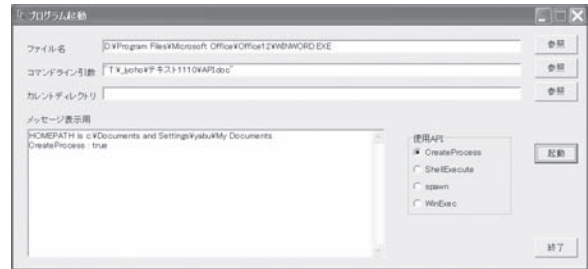 プログラム起動
ファイル名 D:¥Program Files¥Microsoft Office¥Office12¥WINWORD.EXE 参照
コマンドライン引数 "T:¥_jyoho¥テキスト1110¥API.doc" 参照
カレントディレクトリ 参照
メッセージ表示用
HOMEPATH is c:¥Documents and Settings¥yabu¥My Documents
CreateProcess : true
使用API
CreateProcess
ShellExecute
spawn
WinExec
起動
終了